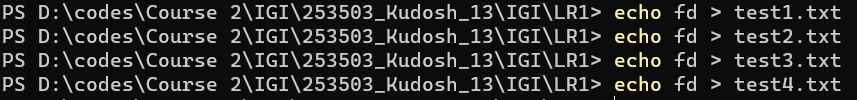 PS D:\codes\Course 2\IGI\253503_Kudosh_13\IGI\LR1> echo fd > test1.txt
PS D:\codes\Course 2\IGI\253503_Kudosh_13\IGI\LR1> echo fd > test2.txt
PS D:\codes\Course 2\IGI\253503_Kudosh_13\IGI\LR1> echo fd > test3.txt
PS D:\codes\Course 2\IGI\253503_Kudosh_13\IGI\LR1> echo fd > test4.txt